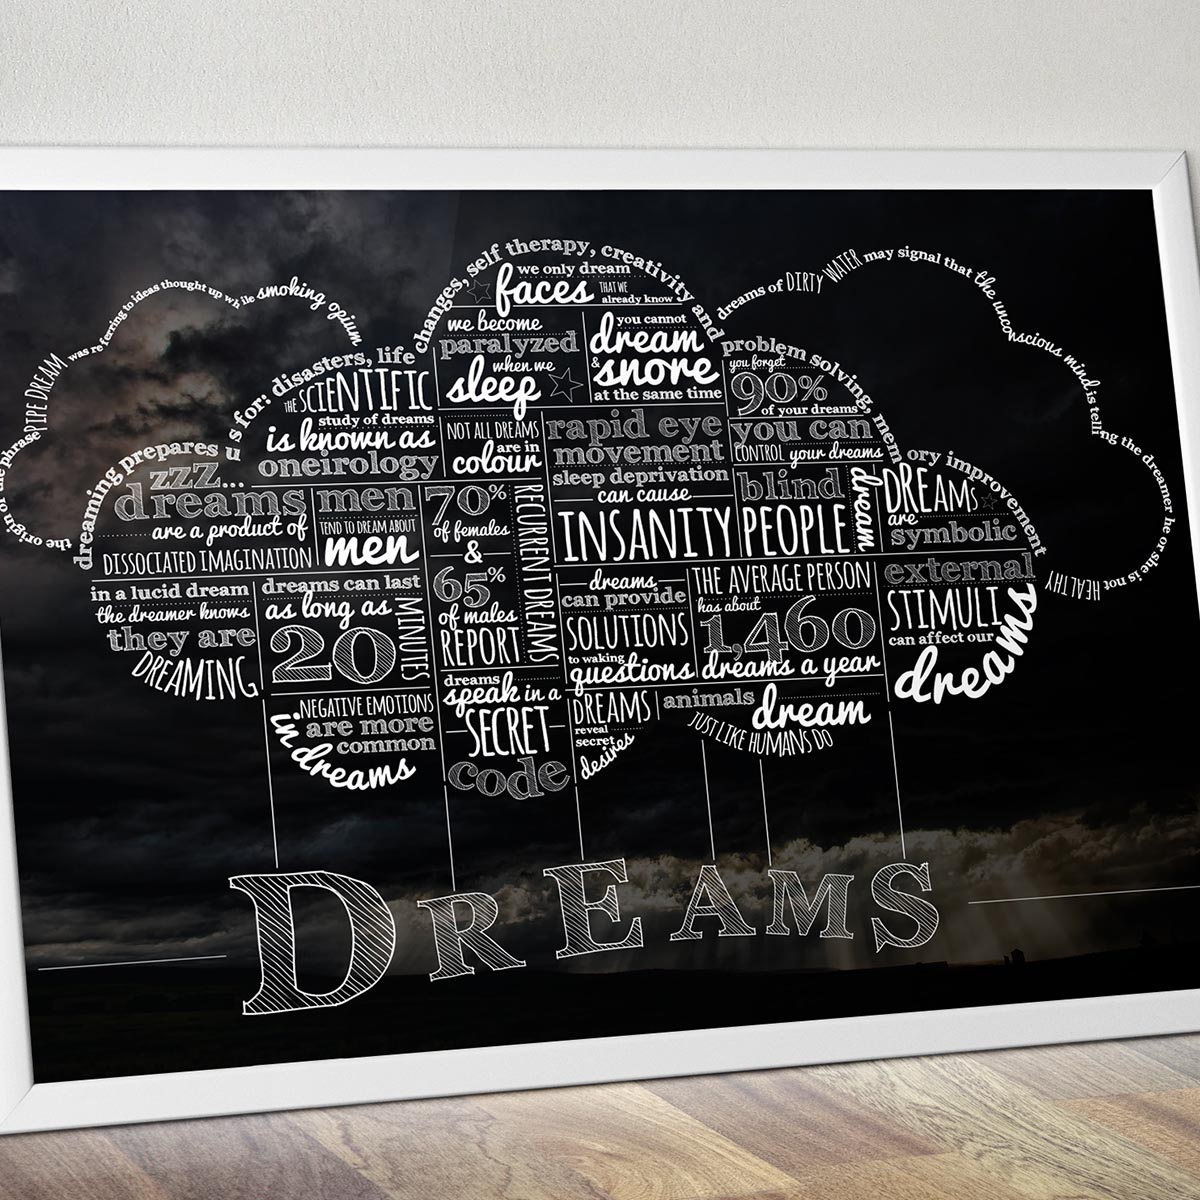 the origin of the phrase PIPE DREAM was referring to ideas thought up while smoking opium
dreaming prepares us for: disasters, life changes, self therapy, creativity and problem solving, memory improvement
dreams of DIRTY WATER may signal that the unconscious mind is telling the dreamer he or she is not HEALTHY
we only dream
faces THAT WE
already know
we become
paralyzed
when we
sleep
you cannot
dream
& snore
at the same time
you forget
90%
of your dreams
THE SCIENTIFIC
study of dreams
is known as
oneirology
NOT ALL DREAMS
are in
colour
rapid eye
movement
sleep deprivation
can cause
INSANITY
you can
CONTROL your dreams
blind
PEOPLE
dream
DREAMS
are
symbolic
zzz...
dreams
are a product of
DISSOCIATED IMAGINATION
men
TEND TO DREAM ABOUT
men
70%
of females
&
65%
of males
REPORT
RECURRENT DREAMS
in a lucid dream
the dreamer knows
they are
DREAMING
dreams can last
as long as
20
MINUTES
dreams
can provide
SOLUTIONS
to waking
questions
THE AVERAGE PERSON
has about
1,460
dreams a year
external
STIMULI
can affect our
dreams
NEGATIVE EMOTIONS
are more
common
in dreams
dreams
speak in a
SECRET
code
DREAMS
reveal
secret
desires
animals
dream
JUST LIKE HUMANS DO
DREAMS